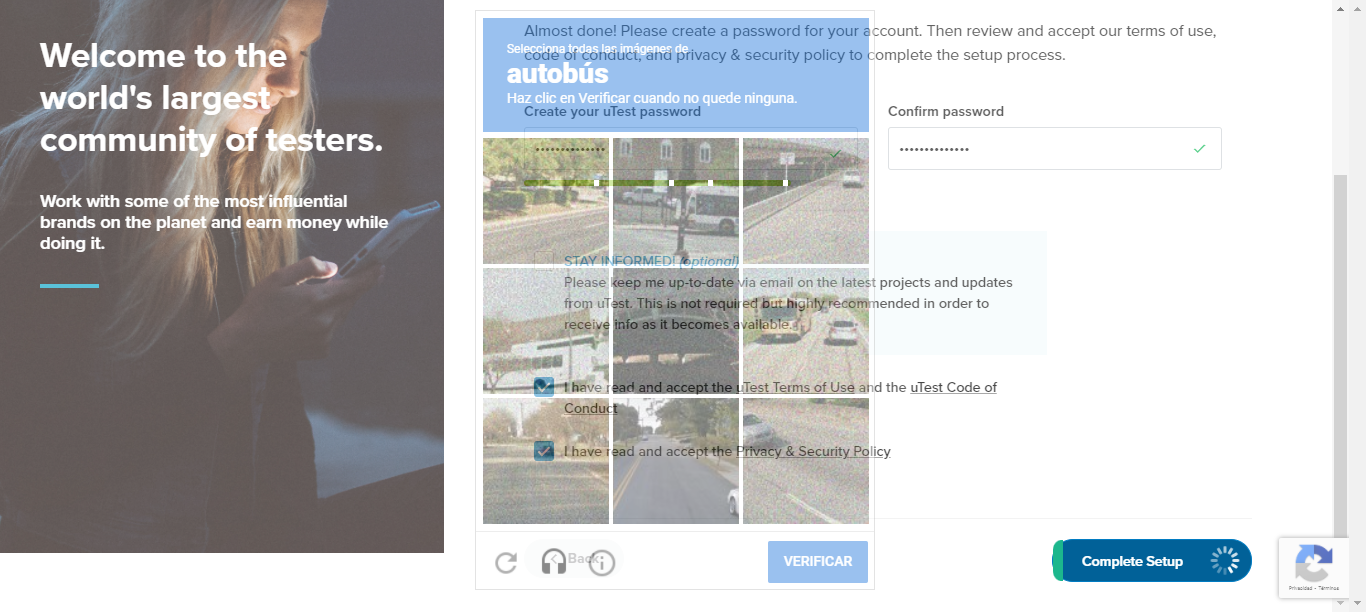 Welcome to the
world's largest
community of testers.
Work with some of the most influential
brands on the planet and earn money while
doing it.
Almost done! Please create a password for your account. Then review and accept our terms of use,
code of conduct, and privacy & security policy to complete the setup process.
Selecciona todas las imágenes de
autobús
Haz clic en Verificar cuando no quede ninguna.
Create your uTest password
Confirm password
STAY INFORMED! (optional)
Please keep me up-to-date via email on the latest projects and updates
from uTest. This is not required but highly recommended in order to
receive info as it becomes available.
I have read and accept the uTest Terms of Use and the uTest Code of
Conduct
I have read and accept the Privacy & Security Policy
Back
VERIFICAR
Complete Setup
Privacidad - Términos